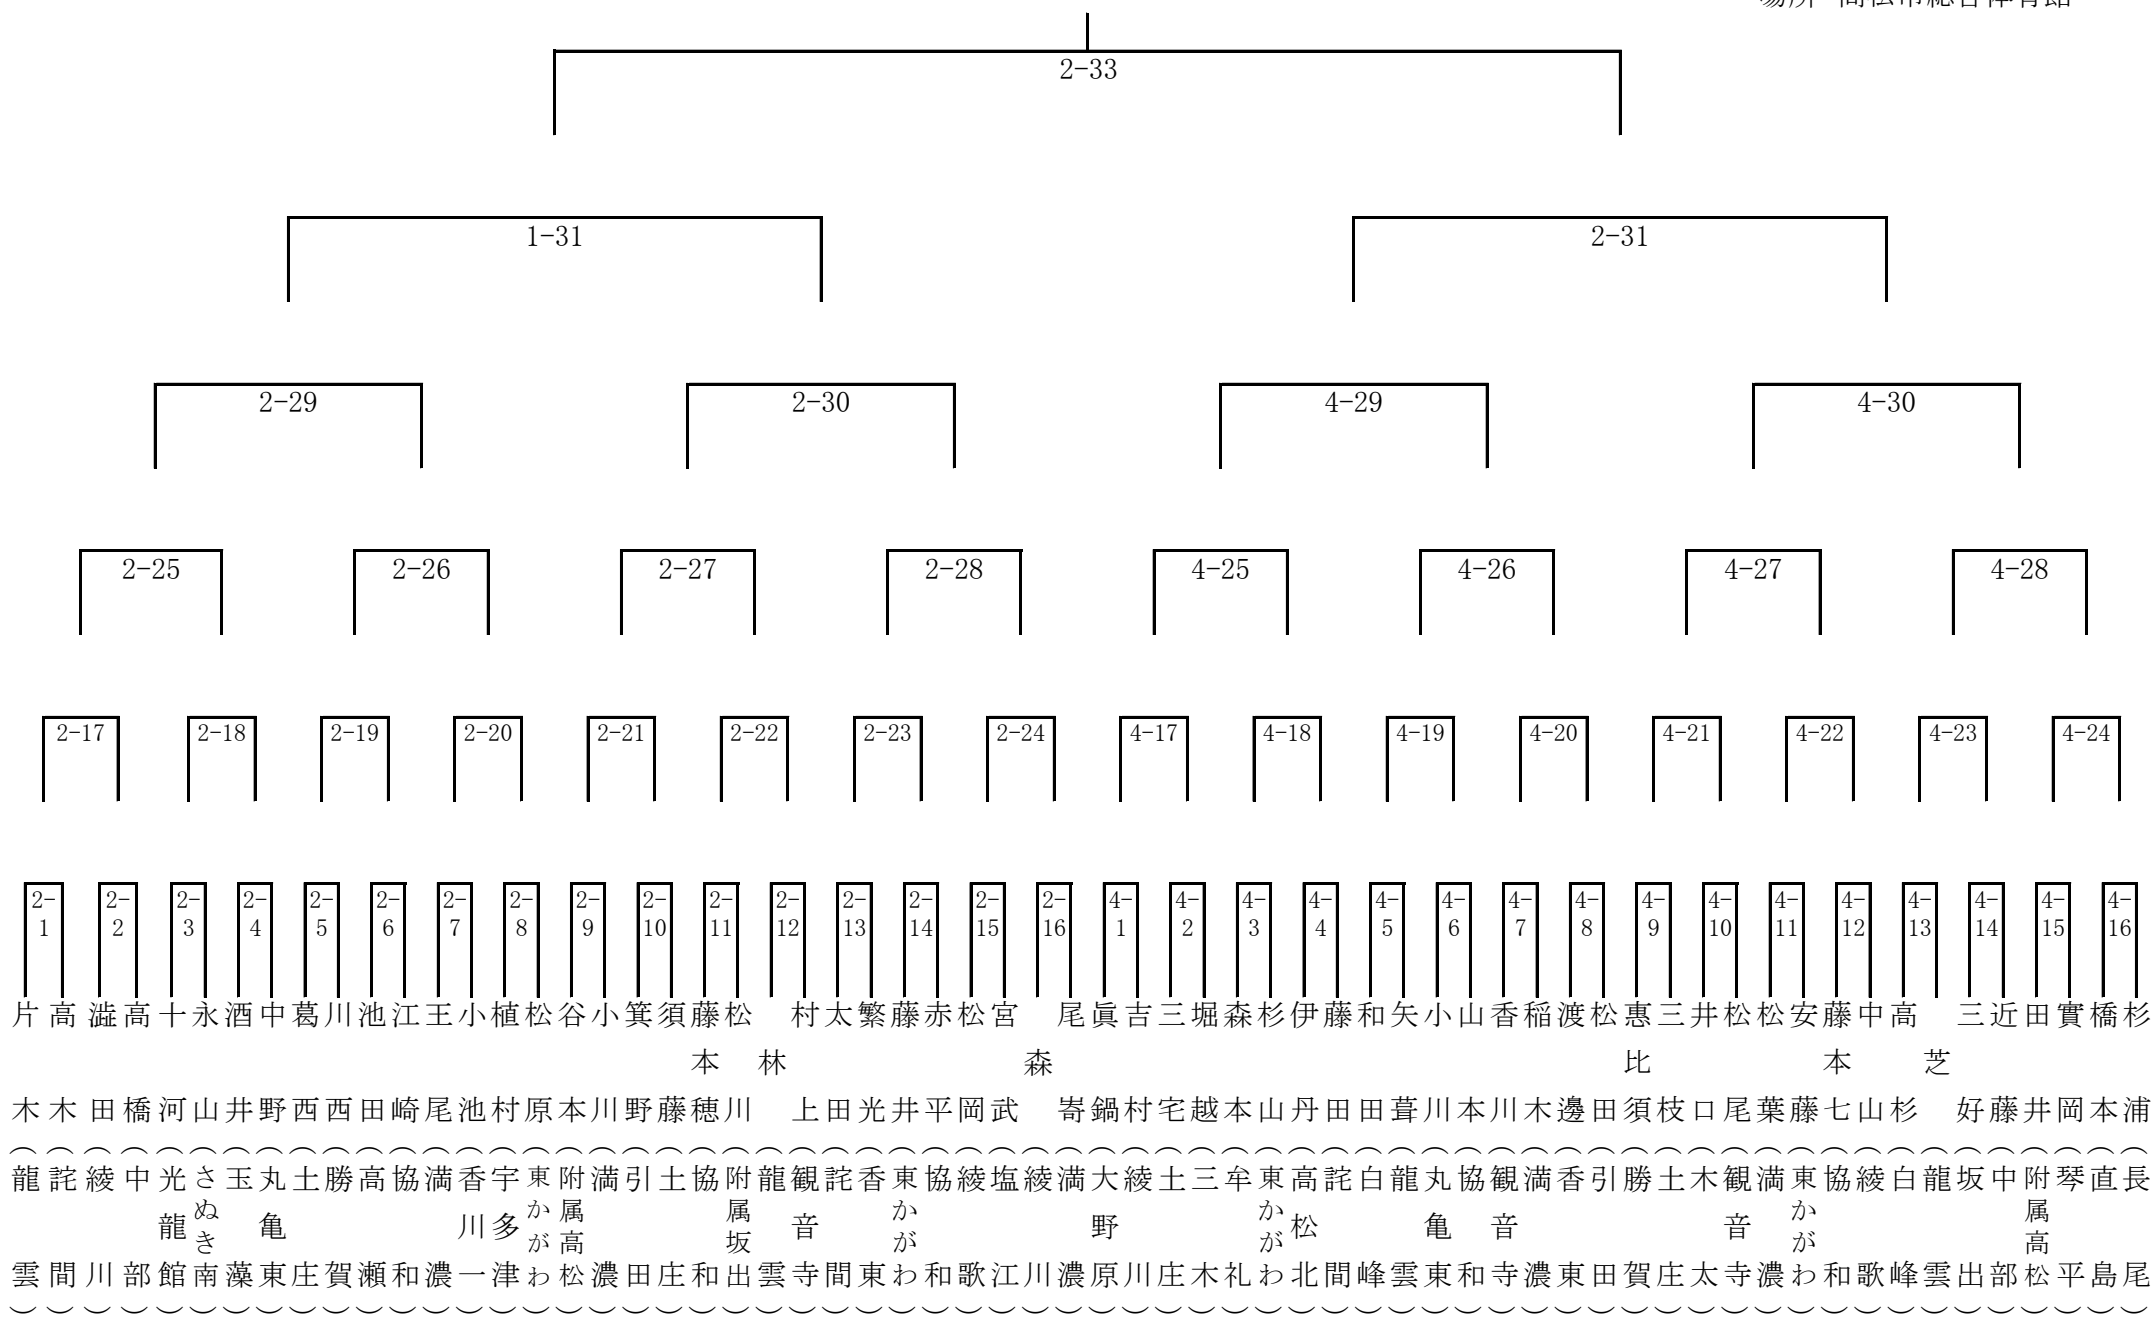 場所 高松市総合体育館
2-33
1-31
2-31
2-29
2-30
4-29
4-30
2-25
2-26
2-27
2-28
4-25
4-26
4-27
4-28
2-17
2-18
2-19
2-20
2-21
2-22
2-23
2-24
4-17
4-18
4-19
4-20
4-21
4-22
4-23
4-24
2-1
2-2
2-3
2-4
2-5
2-6
2-7
2-8
2-9
2-10
2-11
2-12
2-13
2-14
2-15
2-16
4-1
4-2
4-3
4-4
4-5
4-6
4-7
4-8
4-9
4-10
4-11
4-12
4-13
4-14
4-15
4-16
片木（龍雲）
高木（詫間）
澁田（綾川）
高橋（中部）
十河（光龍館）
永山（さぬき南）
酒井（玉藻）
中野（丸亀東）
葛西（土庄）
川西（勝賀）
池田（高瀬）
江崎（協和）
王尾（満濃）
小池（香川一）
植村（宇多津）
松原（東かがわ）
谷本（附属高松）
小川（満濃）
箕野（引田）
須藤（土庄）
藤本穂（協和）
松川（附属坂出）
林（龍雲）
村上（観音寺）
太田（詫間）
繁光（香東）
藤井（東かがわ）
赤平（協和）
松岡（綾歌）
宮武（塩江）
森（綾川）
尾嵜（満濃）
眞鍋（大野原）
吉村（綾川）
三宅（土庄）
堀越（三木）
森本（牟礼）
杉山（東かがわ）
伊丹（高松北）
藤田（詫間）
和田（白峰）
矢葺（龍雲）
小川（丸亀東）
山本（協和）
香川（観音寺）
稲木（満濃）
渡邊（香東）
松田（引田）
惠比須（勝賀）
三枝（土庄）
井口（木太）
松尾（観音寺）
松葉（満濃）
安藤（東かがわ）
藤本七（協和）
中山（綾歌）
高杉（白峰）
芝（龍雲）
三好（坂出）
近藤（中部）
田井（附属高松）
實岡（琴平）
橋本（直島）
杉浦（長尾）